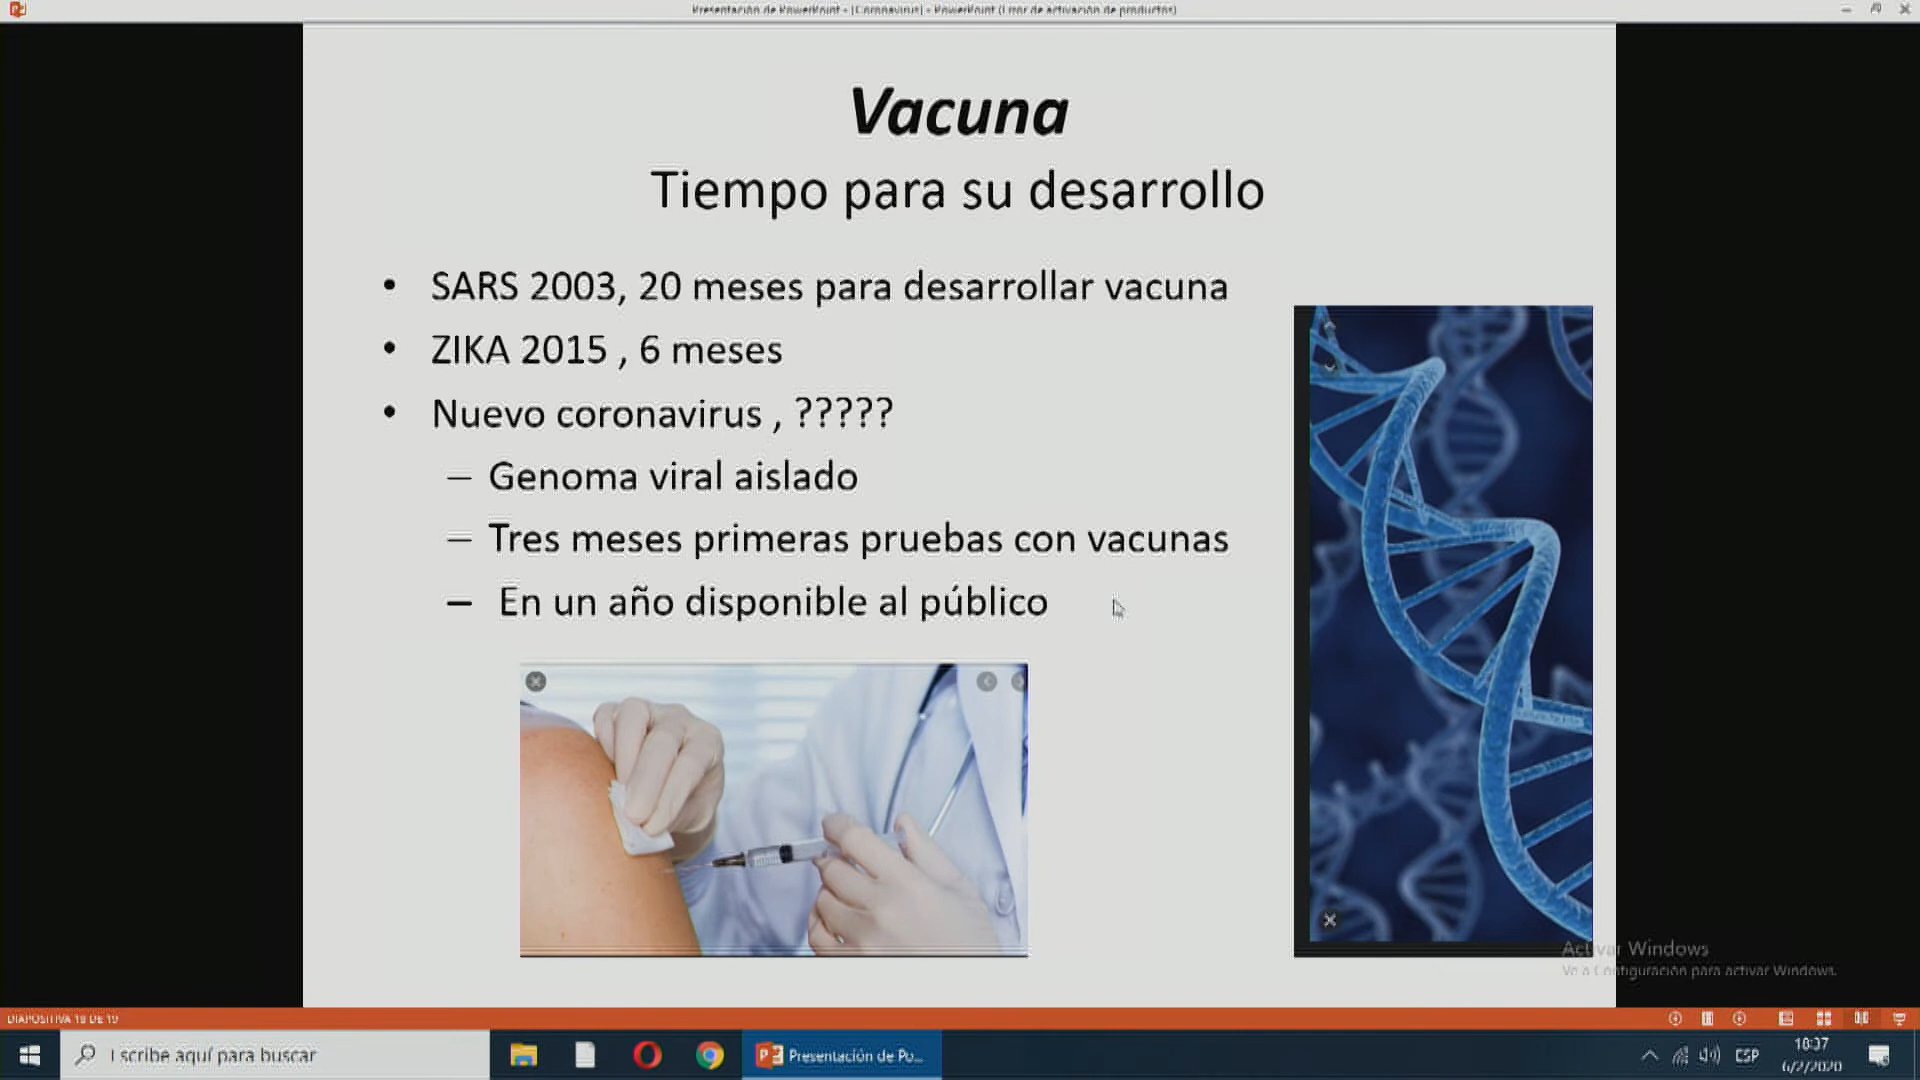 Presentación de PowerPoint - [Coronavirus] - PowerPoint (Error de activación de productos)
Vacuna
Tiempo para su desarrollo
• SARS 2003, 20 meses para desarrollar vacuna
• ZIKA 2015 , 6 meses
• Nuevo coronavirus , ?????
– Genoma viral aislado
– Tres meses primeras pruebas con vacunas
– En un año disponible al público
Activar Windows
Ve a Configuración para activar Windows.
DIAPOSITIVA 18 DE 19
Escribe aquí para buscar
Presentación de Po...
ESP
18:37
6/2/2020